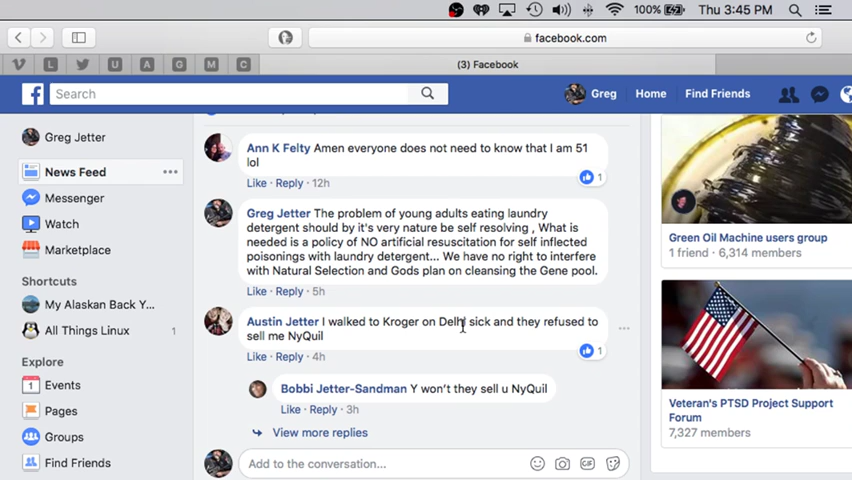 100% Thu 3:45 PM
facebook.com
L U A G M C (3) Facebook
f Search Greg Home Find Friends
Greg Jetter
News Feed
Messenger
Watch
Marketplace
Shortcuts
My Alaskan Back Y...
All Things Linux 1
Explore
1 Events
Pages
Groups
Find Friends
Ann K Felty Amen everyone does not need to know that I am 51
lol
Like · Reply · 12h 1
Greg Jetter The problem of young adults eating laundry
detergent should by it's very nature be self resolving , What is
needed is a policy of NO artificial resuscitation for self inflected
poisonings with laundry detergent... We have no right to interfere
with Natural Selection and Gods plan on cleansing the Gene pool.
Like · Reply · 5h
Austin Jetter I walked to Kroger on Delhi sick and they refused to
sell me NyQuil
Like · Reply · 4h 1
Bobbi Jetter-Sandman Y won't they sell u NyQuil
Like · Reply · 3h
View more replies
Add to the conversation... GIF
Green Oil Machine users group
1 friend · 6,314 members
Veteran's PTSD Project Support
Forum
7,327 members